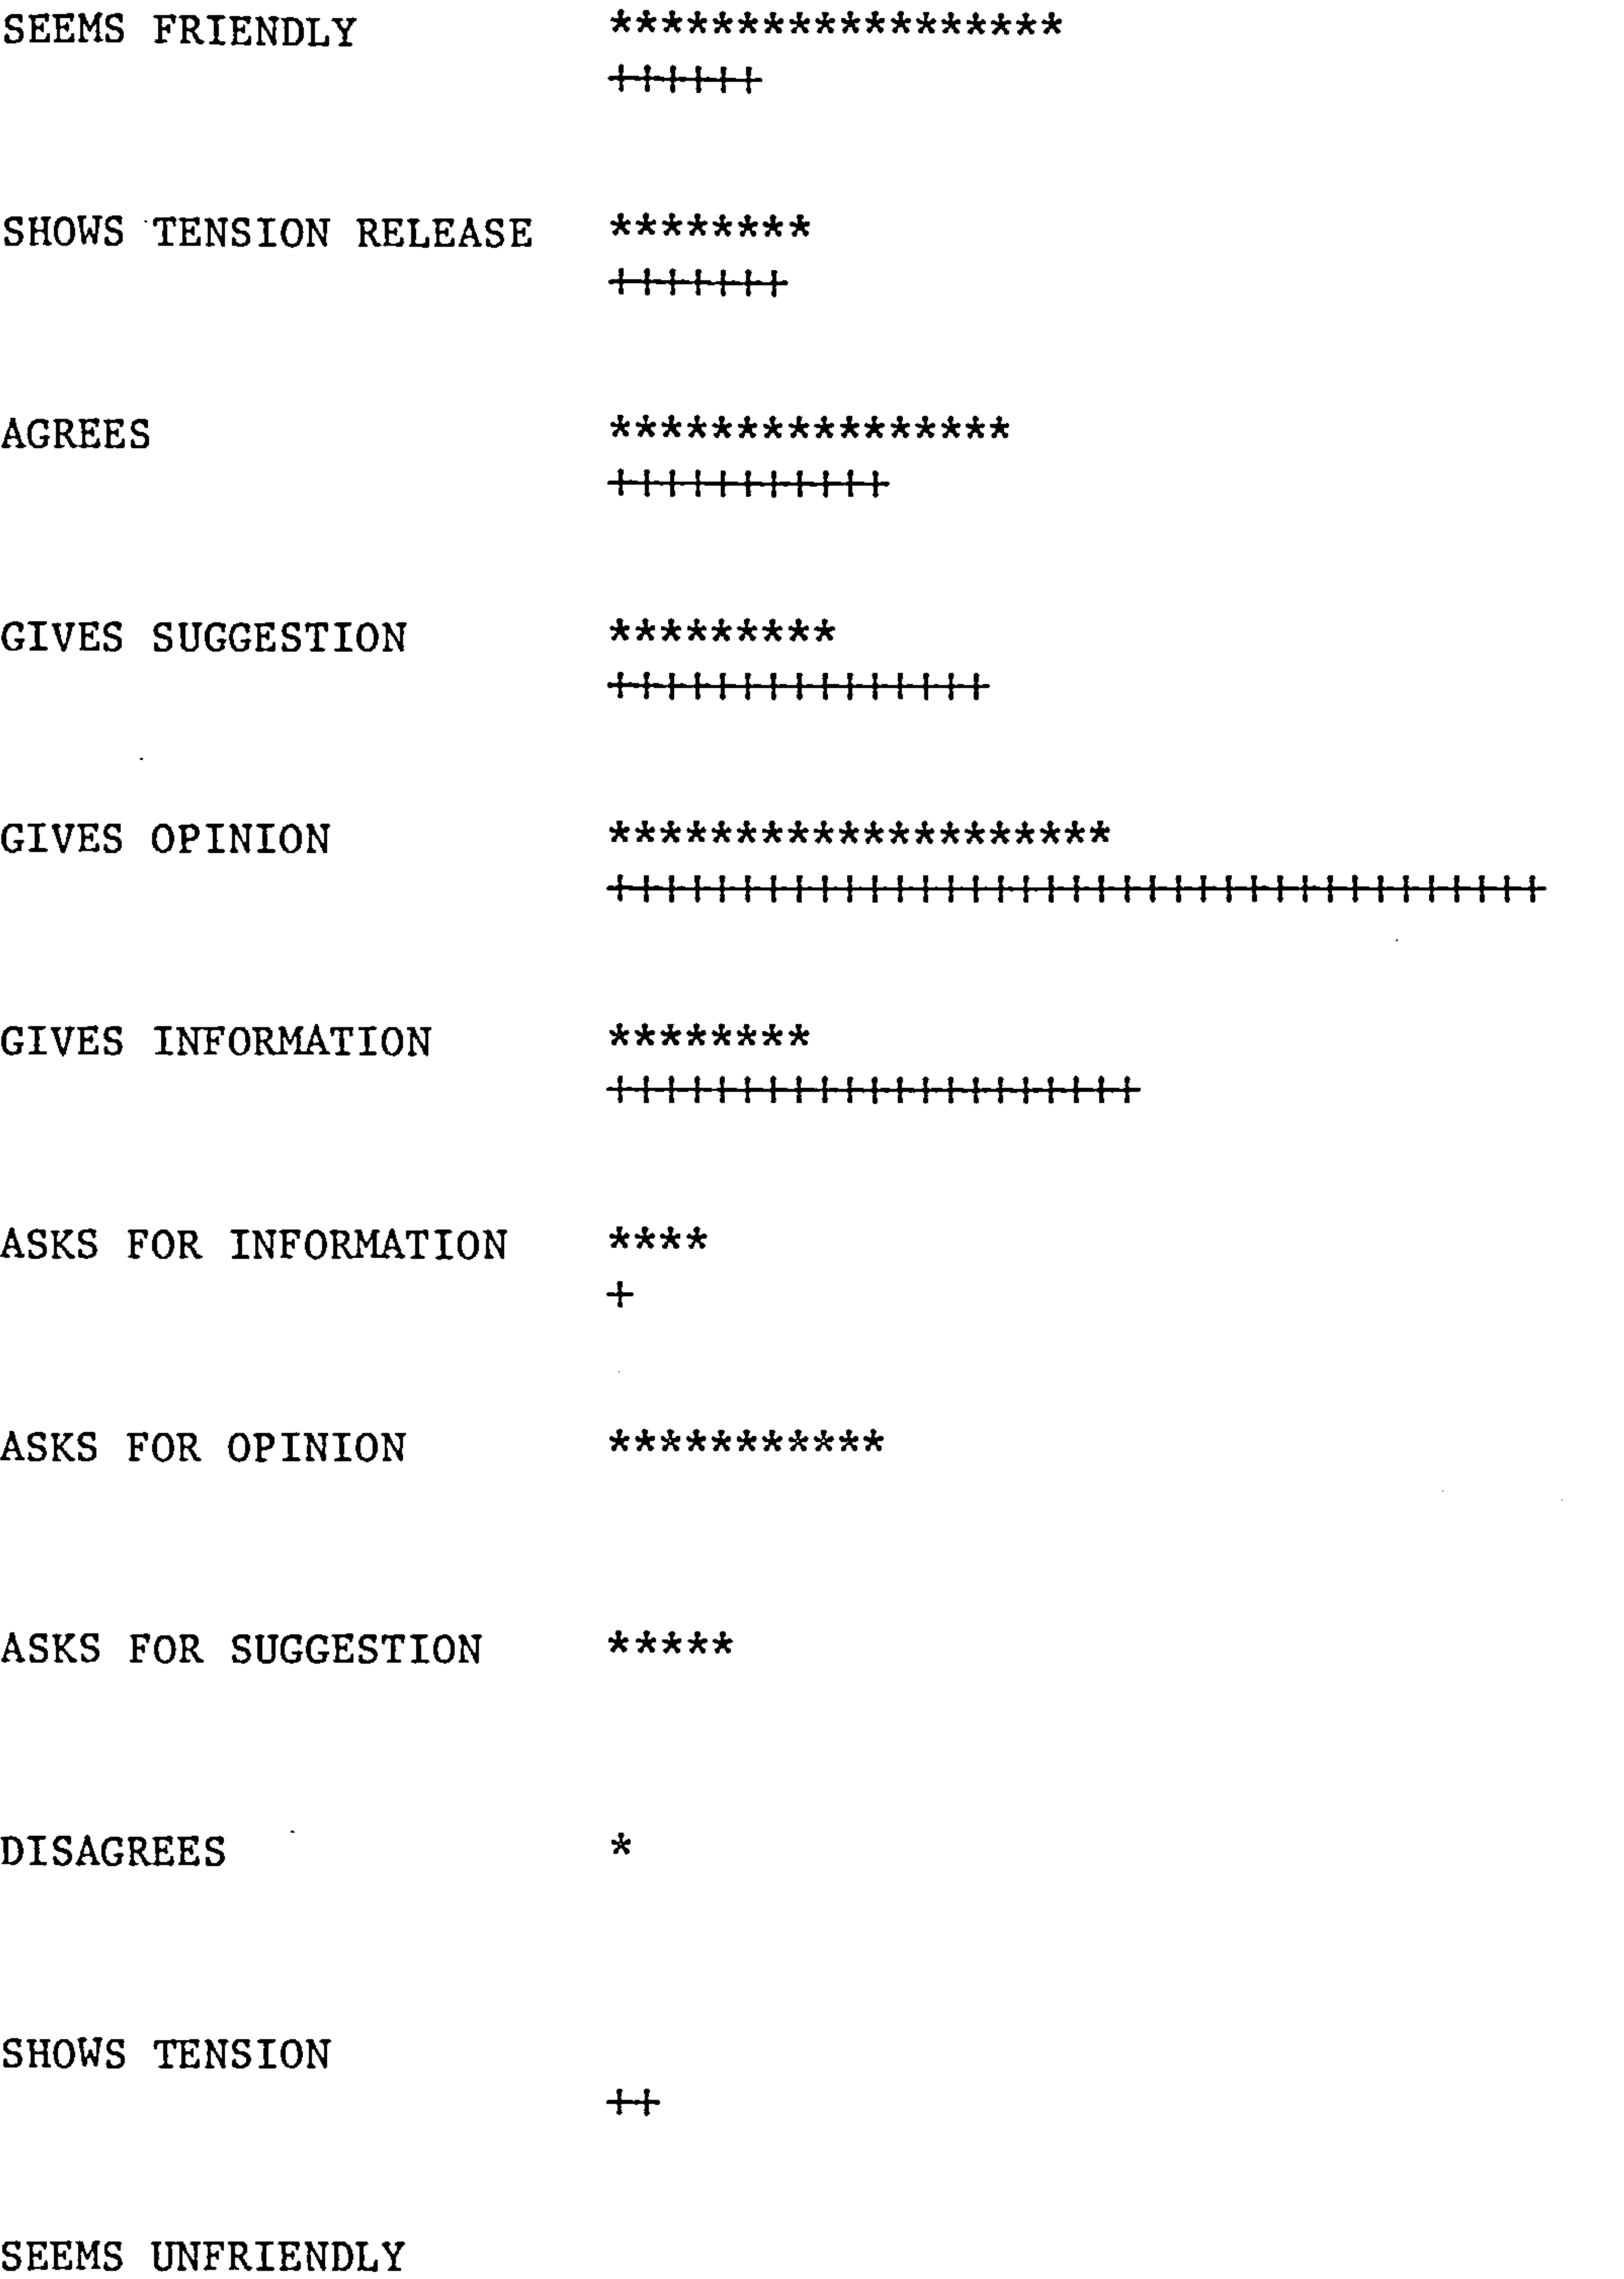 SEEMS FRIENDLY ******************
++++++
SHOWS TENSION RELEASE ********
+++++++
AGREES ****************
+++++++++++
GIVES SUGGESTION *********
+++++++++++++++
GIVES OPINION ********************
+++++++++++++++++++++++++++++++++++++
GIVES INFORMATION ********
+++++++++++++++++++++
ASKS FOR INFORMATION ****
+
ASKS FOR OPINION ***********
ASKS FOR SUGGESTION *****
DISAGREES *
SHOWS TENSION
++
SEEMS UNFRIENDLY